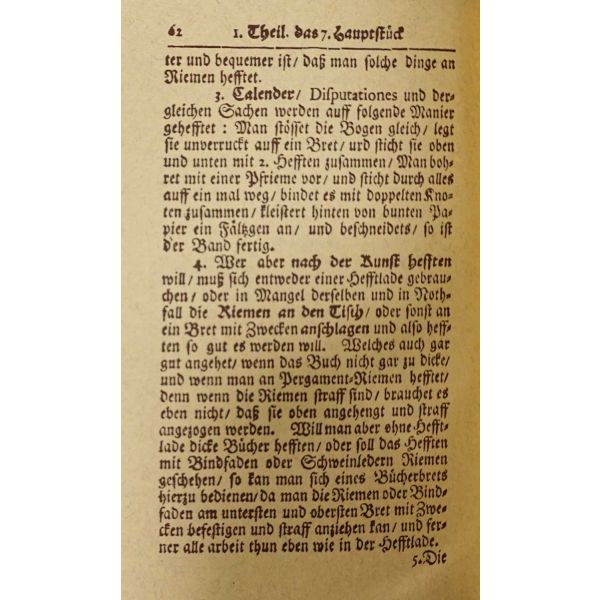 62 1. Theil. das 7. Hauptstück
ter und bequemer ist/ daß man solche dinge an
Riemen hefftet.
3. Calender/ Disputationes und der-
gleichen Sachen werden auff folgende Manier
gehefftet: Man stösset die Bogen gleich/ legt
sie unverruckt auff ein Bret/ urd sticht sie oben
und unten mit 2. Hefften zusammen/ Man boh-
ret mit einer Pfrieme vor/ und sticht durch alles
auff ein mal weg/ bindet es mit doppelten Kno-
ten zusammen/ kleistert hinten von bunten Pa-
pier ein Fältzgen an/ und beschneidets/ so ist
der Band fertig.
4. Wer aber nach der Kunst hefften
will/ muß sich entweder einer Hefftlade gebrau-
chen/ oder in Mangel derselben und in Noth-
fall die Riemen an den Tisch/ oder sonst an
ein Bret mit Zwecken anschlagen und also heff-
ten so gut es werden will. Welches auch gar
gut angehet/ wenn das Buch nicht gar zu dicke/
und wenn man an Pergament-Riemen hefftet/
denn wenn die Riemen straff sind/ brauchet es
eben nicht/ daß sie oben angehengt und straff
angezogen werden. Will man aber ohne Hefft-
lade dicke Bücher hefften/ oder soll das Hefften
mit Bindfaden oder Schweinledern Riemen
geschehen/ so kan man sich eines Bücherbrets
hierzu bedienen/ da man die Riemen oder Bind-
faden am untersten und obersten Bret mit Zwe-
cken befestigen und straff anziehen kan/ und fer-
ner alle arbeit thun eben wie in der Hefftlade.
5. Die